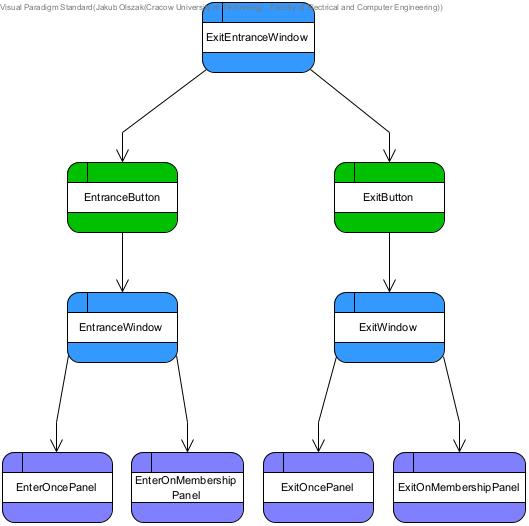 Visual Paradigm Standard(Jakub Olszak(Cracow Univers
ectrical and Computer Engineering))
ExitEntranceWindow
EntranceButton
ExitButton
EntranceWindow
ExitWindow
EnterOncePanel
EnterOnMembership
Panel
ExitOncePanel
ExitOnMembershipPanel